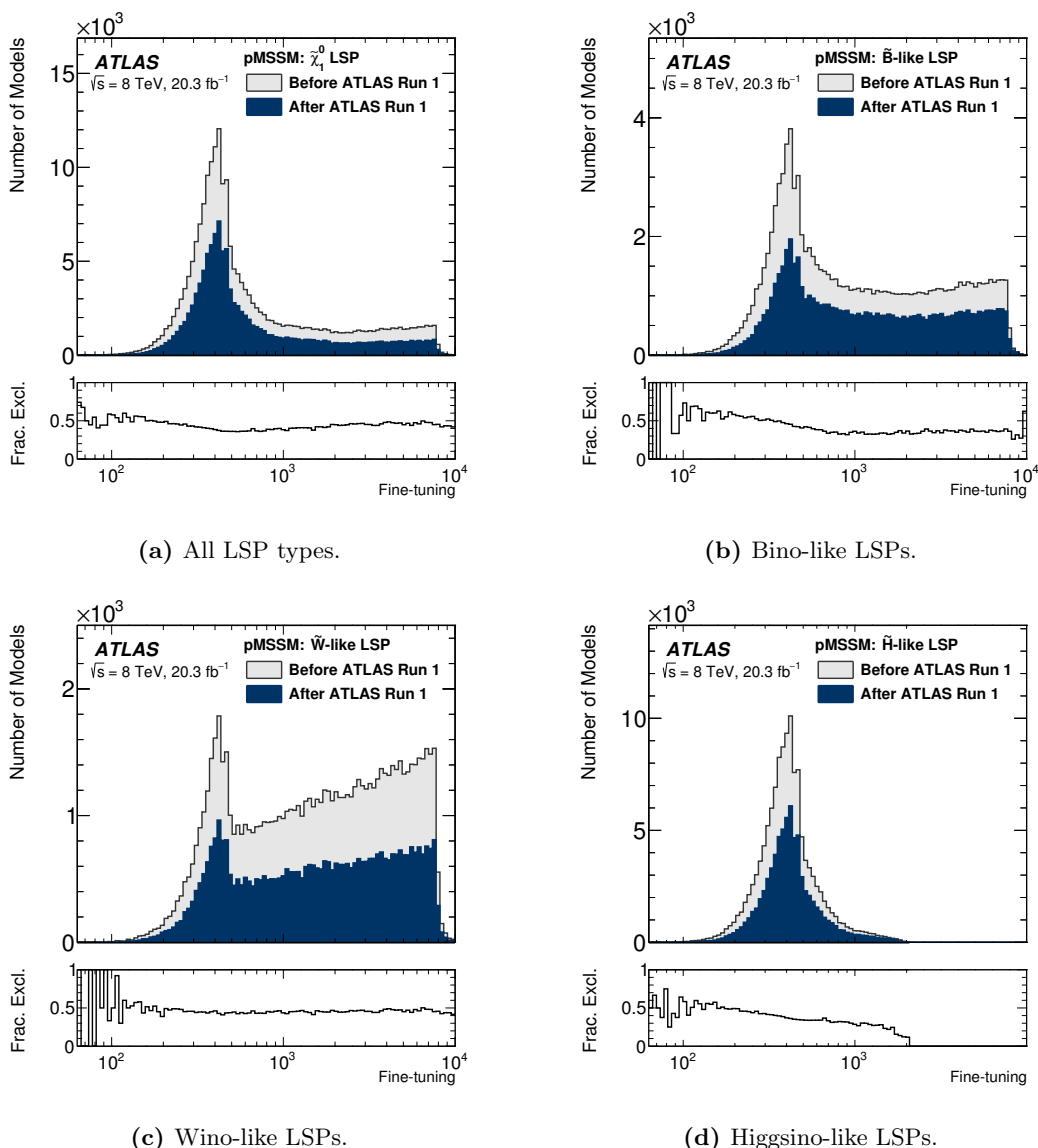 ×10³
ATLAS
√s = 8 TeV, 20.3 fb⁻¹
pMSSM: χ̃⁰₁ LSP
Before ATLAS Run 1
After ATLAS Run 1
Number of Models
15
10
5
0
Frac. Excl.
1
0.5
0
10²
10³
10⁴
Fine-tuning
(a) All LSP types.
×10³
ATLAS
√s = 8 TeV, 20.3 fb⁻¹
pMSSM: B̃-like LSP
Before ATLAS Run 1
After ATLAS Run 1
Number of Models
4
2
0
Frac. Excl.
1
0.5
0
10²
10³
10⁴
Fine-tuning
(b) Bino-like LSPs.
×10³
ATLAS
√s = 8 TeV, 20.3 fb⁻¹
pMSSM: W̃-like LSP
Before ATLAS Run 1
After ATLAS Run 1
Number of Models
2
1
0
Frac. Excl.
1
0.5
0
10²
10³
10⁴
Fine-tuning
(c) Wino-like LSPs.
×10³
ATLAS
√s = 8 TeV, 20.3 fb⁻¹
pMSSM: H̃-like LSP
Before ATLAS Run 1
After ATLAS Run 1
Number of Models
10
5
0
Frac. Excl.
1
0.5
0
10²
10³
Fine-tuning
(d) Higgsino-like LSPs.